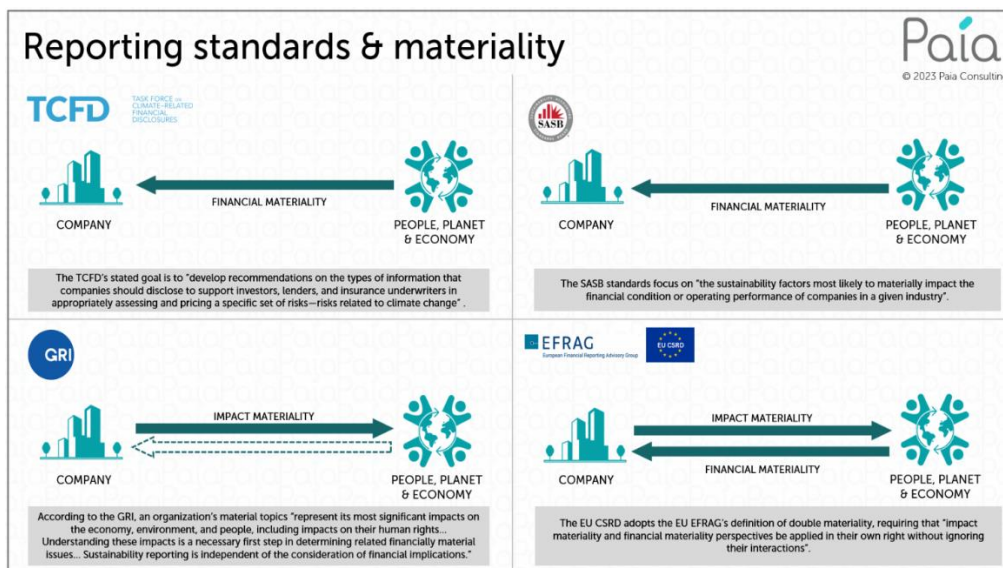 Reporting standards & materiality
Paia
© 2023 Paia Consulting
TCFD
TASK FORCE ON
CLIMATE-RELATED
FINANCIAL
DISCLOSURES
COMPANY
FINANCIAL MATERIALITY
PEOPLE, PLANET
& ECONOMY
The TCFD's stated goal is to "develop recommendations on the types of information that
companies should disclose to support investors, lenders, and insurance underwriters in
appropriately assessing and pricing a specific set of risks—risks related to climate change" .
SASB
COMPANY
FINANCIAL MATERIALITY
PEOPLE, PLANET
& ECONOMY
The SASB standards focus on "the sustainability factors most likely to materially impact the
financial condition or operating performance of companies in a given industry".
GRI
IMPACT MATERIALITY
COMPANY
PEOPLE, PLANET
& ECONOMY
According to the GRI, an organization's material topics "represent its most significant impacts on
the economy, environment, and people, including impacts on their human rights...
Understanding these impacts is a necessary first step in determining related financially material
issues... Sustainability reporting is independent of the consideration of financial implications."
EFRAG
European Financial Reporting Advisory Group
EU CSRD
IMPACT MATERIALITY
FINANCIAL MATERIALITY
COMPANY
PEOPLE, PLANET
& ECONOMY
The EU CSRD adopts the EU EFRAG's definition of double materiality, requiring that "impact
materiality and financial materiality perspectives be applied in their own right without ignoring
their interactions".